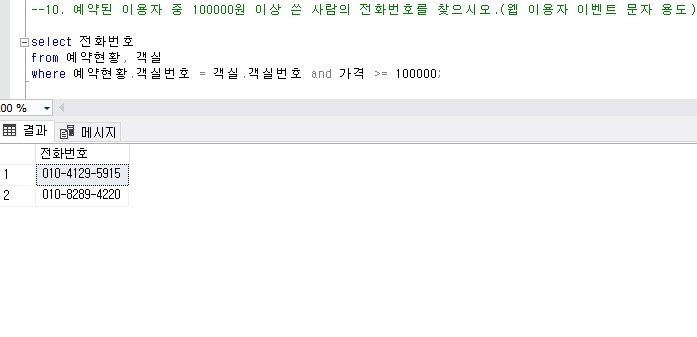 --10. 예약된 이용자 중 100000원 이상 쓴 사람의 전화번호를 찾으시오.(웹 이용자 이벤트 문자 용도)
select 전화번호
from 예약현황, 객실
where 예약현황.객실번호 = 객실.객실번호 and 가격 >= 100000;
00 %
결과 메시지
전화번호
1 010-4129-5915
2 010-8289-4220